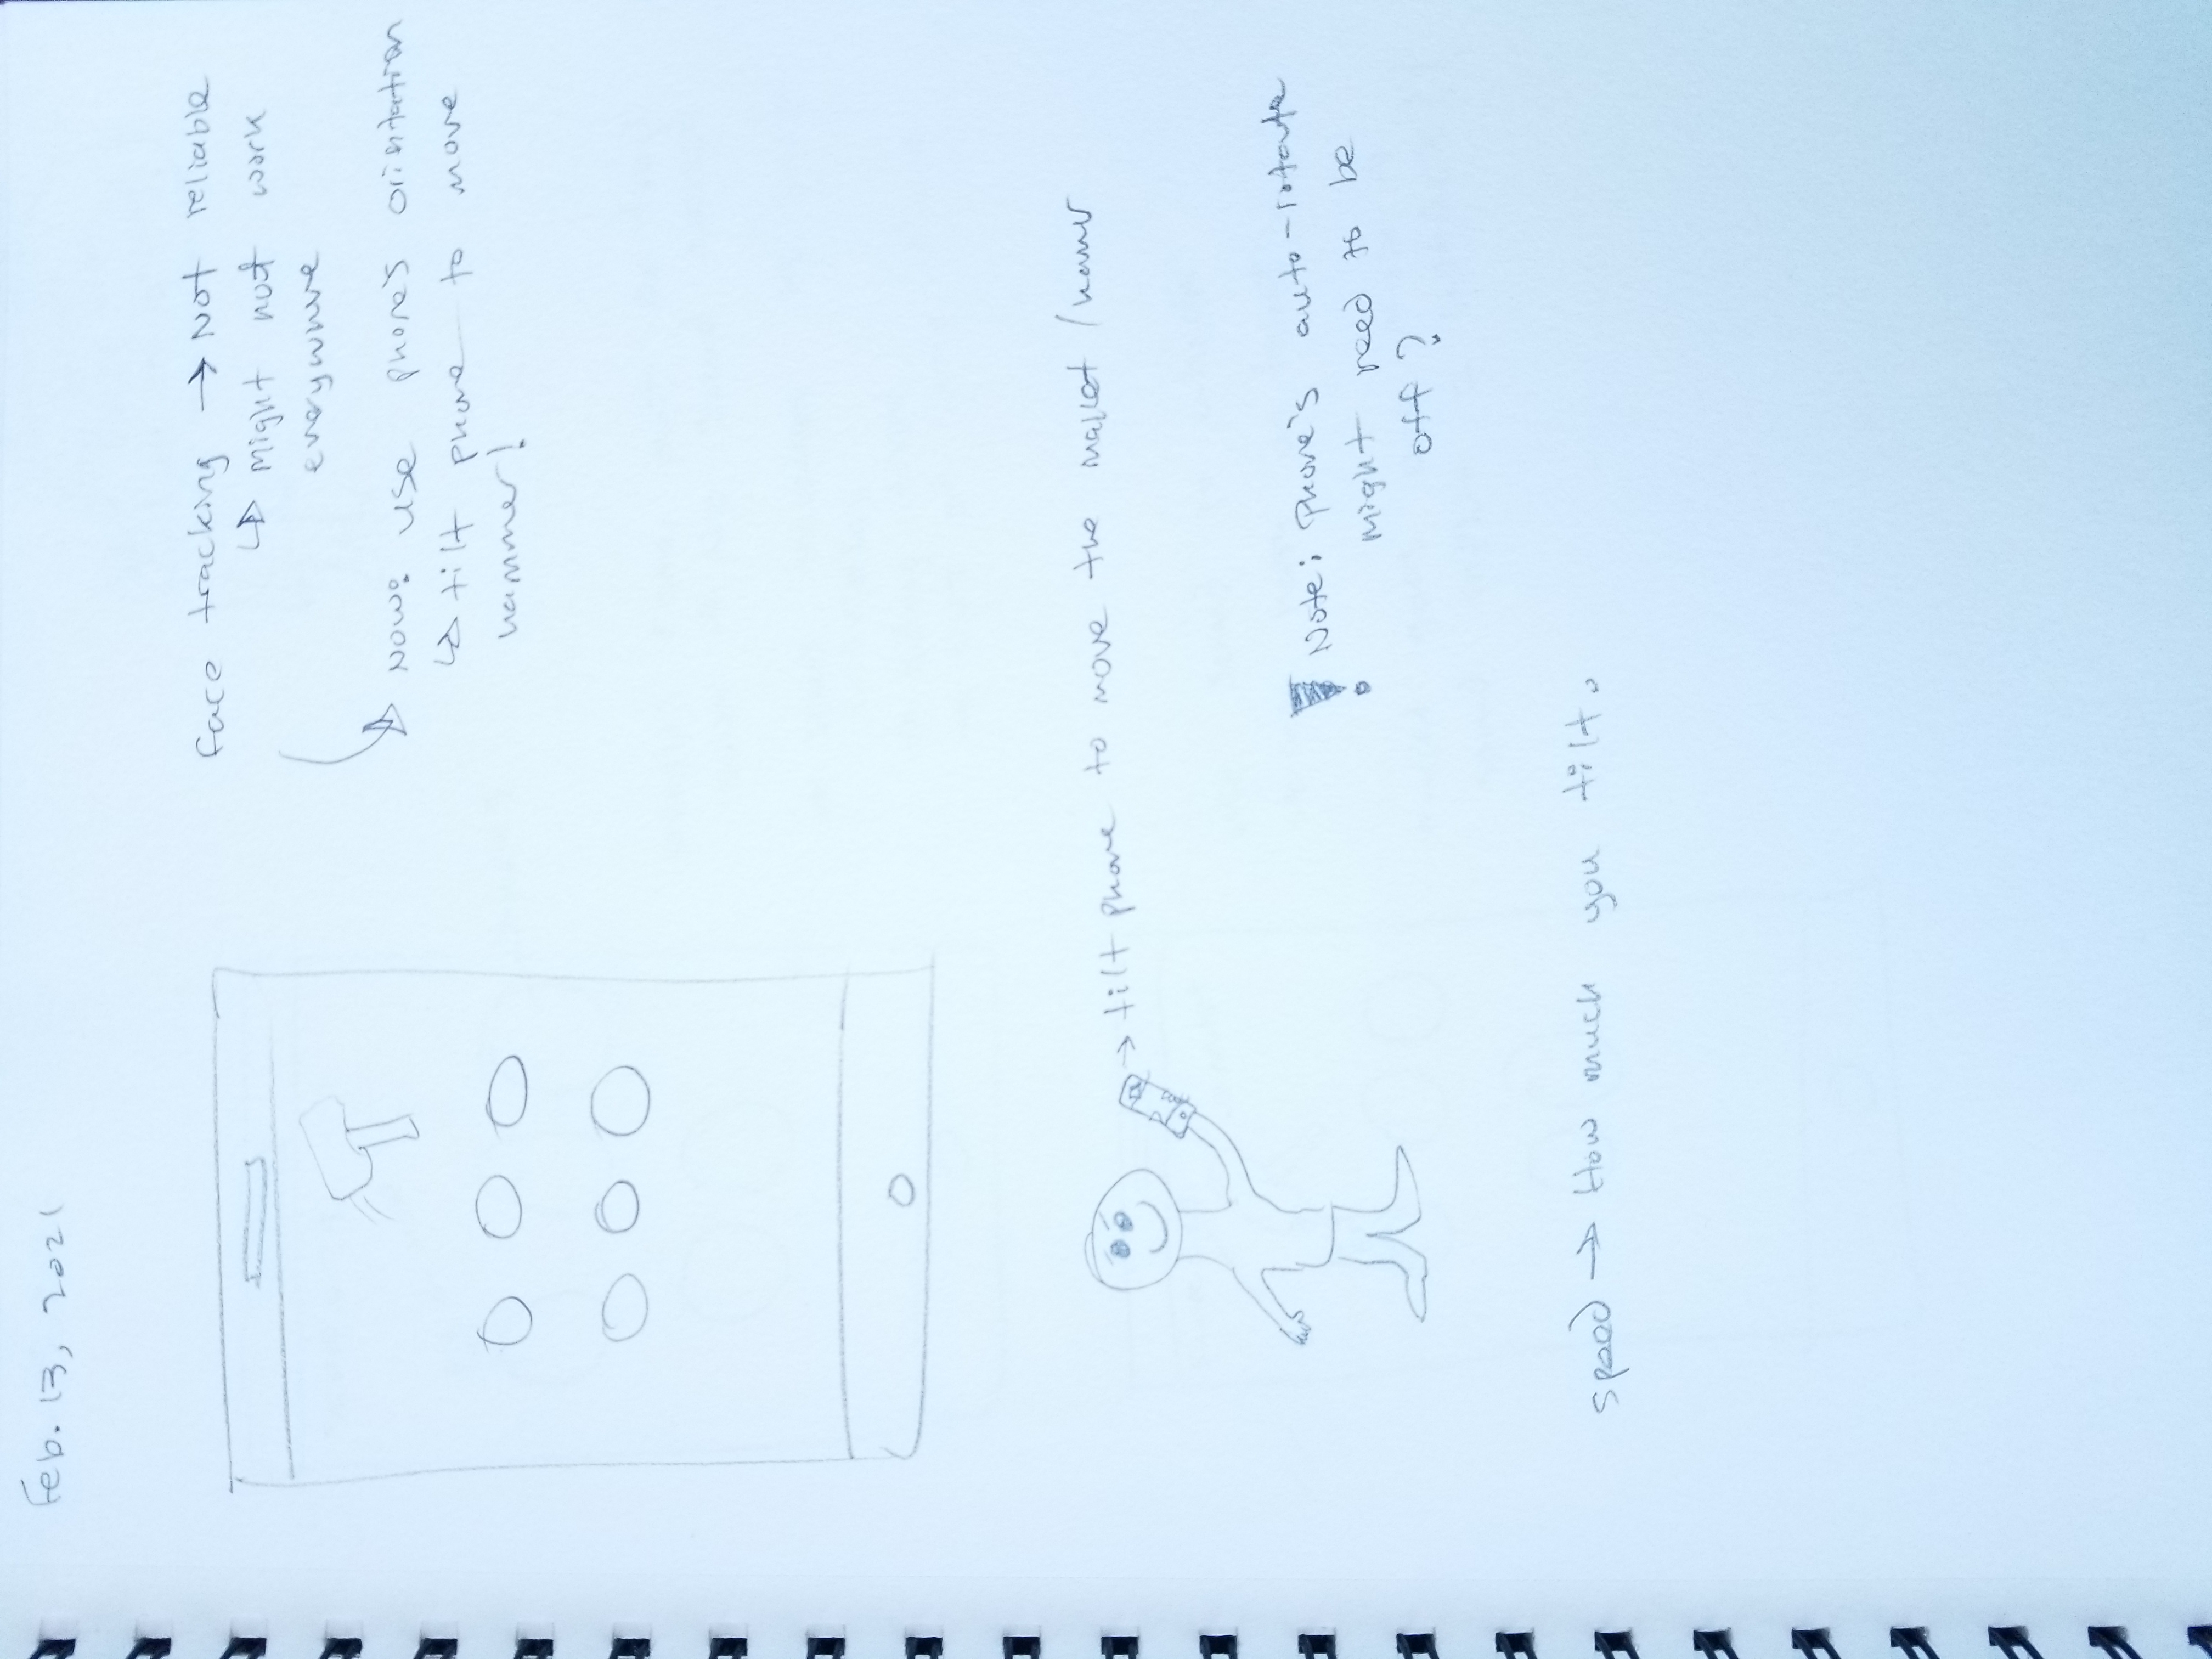 Feb. 13, 2021
face tracking → Not reliable
↳ might not work
everywhere
Now: use phone's orientation
↳ tilt phone to move
hammer!
→ tilt phone to move the mallet / hammer
! Note: Phone's auto-rotate
might need to be
off?
speed → How much you tilt.